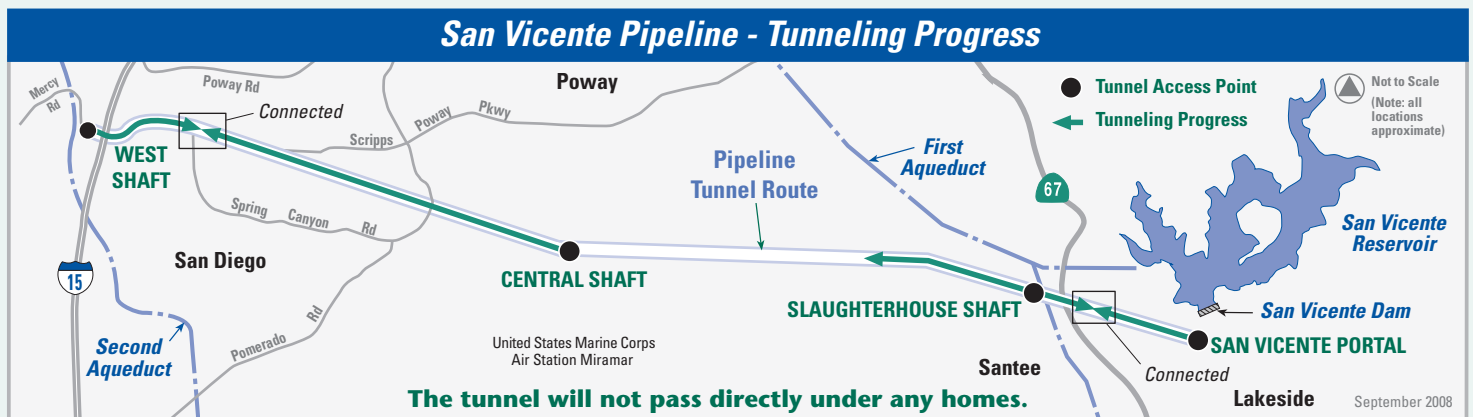 San Vicente Pipeline - Tunneling Progress
Mercy
Rd
Poway Rd
Poway
Connected
Scripps
Poway
Pkwy
WEST
SHAFT
Spring
Canyon
Rd
San Diego
15
Second
Aqueduct
Pomerado
Rd
CENTRAL SHAFT
United States Marine Corps
Air Station Miramar
Pipeline
Tunnel Route
First
Aqueduct
67
Tunnel Access Point
Tunneling Progress
Not to Scale
(Note: all
locations
approximate)
San Vicente
Reservoir
San Vicente Dam
SLAUGHTERHOUSE SHAFT
SAN VICENTE PORTAL
Santee
Connected
Lakeside
The tunnel will not pass directly under any homes.
September 2008